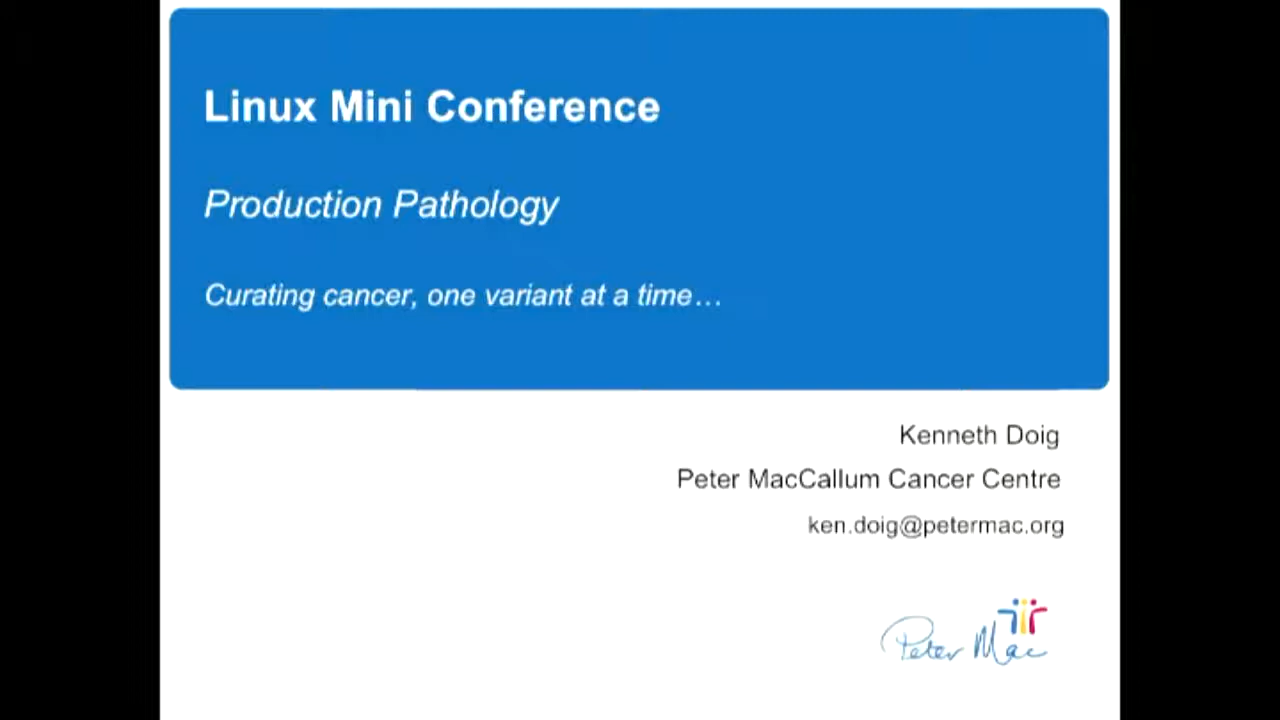 Linux Mini Conference
Production Pathology
Curating cancer, one variant at a time…
Kenneth Doig
Peter MacCallum Cancer Centre
ken.doig@petermac.org
Peter Mac